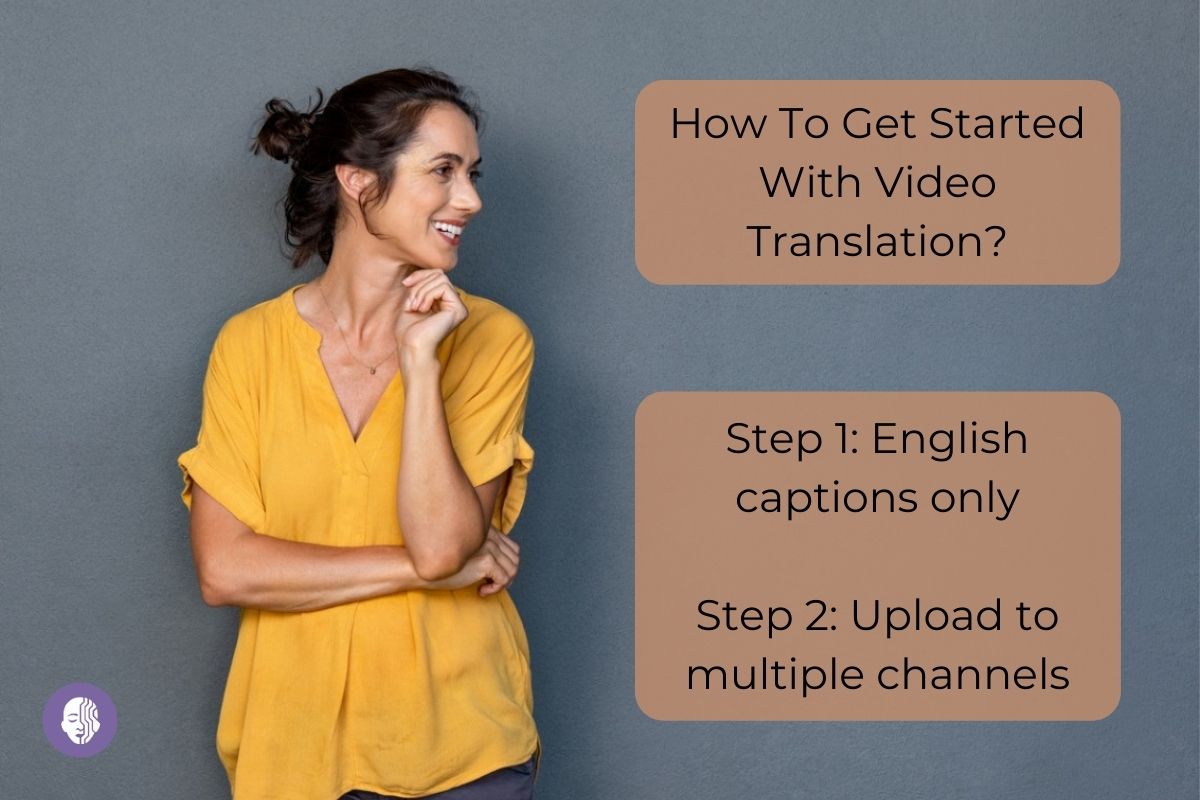 How To Get Started
With Video
Translation?
Step 1: English
captions only
Step 2: Upload to
multiple channels